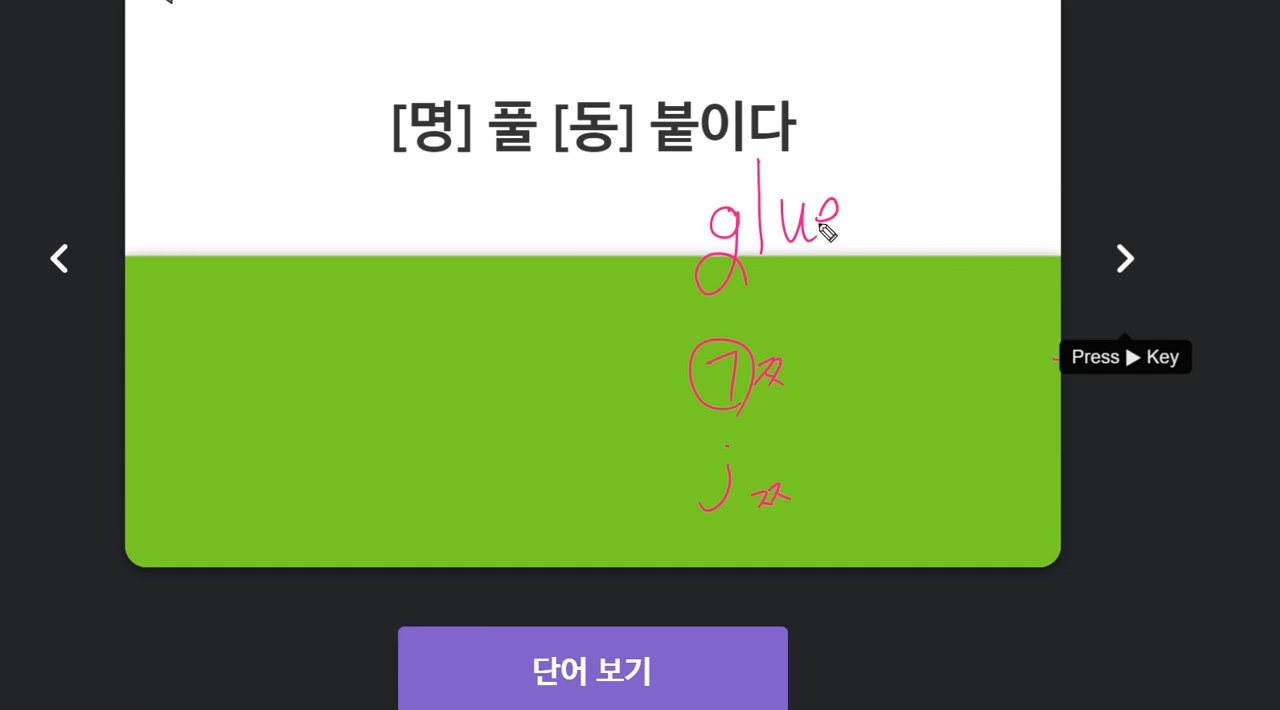 [명] 풀 [동] 붙이다
glue
Press ▶ Key
ㄱ ㅈ
j ㅉ
단어 보기